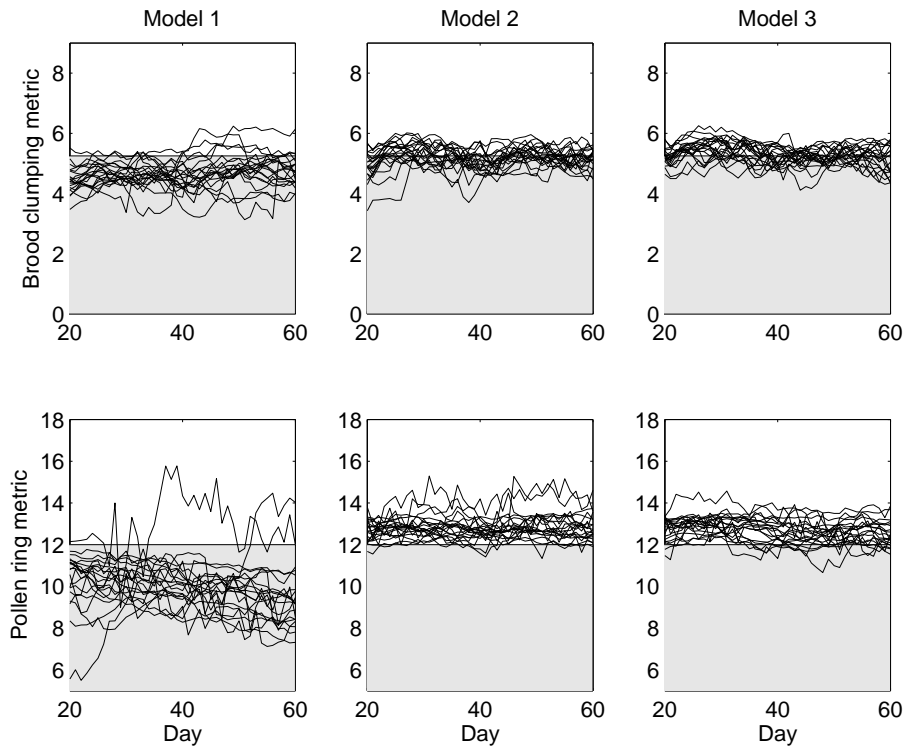 Model 1 Model 2 Model 3
Brood clumping metric
8 8 8
6 6 6
4 4 4
2 2 2
0 0 0
20 40 60 20 40 60 20 40 60
Pollen ring metric
18 18 18
16 16 16
14 14 14
12 12 12
10 10 10
8 8 8
6 6 6
20 40 60 20 40 60 20 40 60
Day Day Day